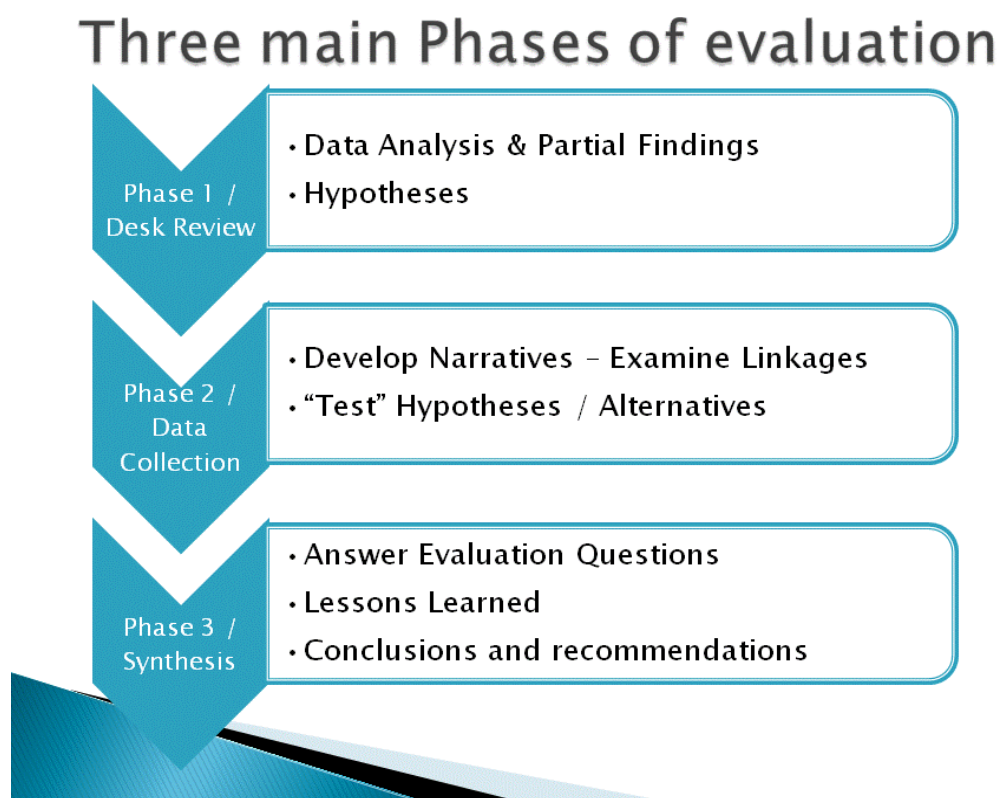 Three main Phases of evaluation
Phase 1 /
Desk Review
• Data Analysis & Partial Findings
• Hypotheses
Phase 2 /
Data
Collection
• Develop Narratives – Examine Linkages
• “Test” Hypotheses / Alternatives
Phase 3 /
Synthesis
• Answer Evaluation Questions
• Lessons Learned
• Conclusions and recommendations